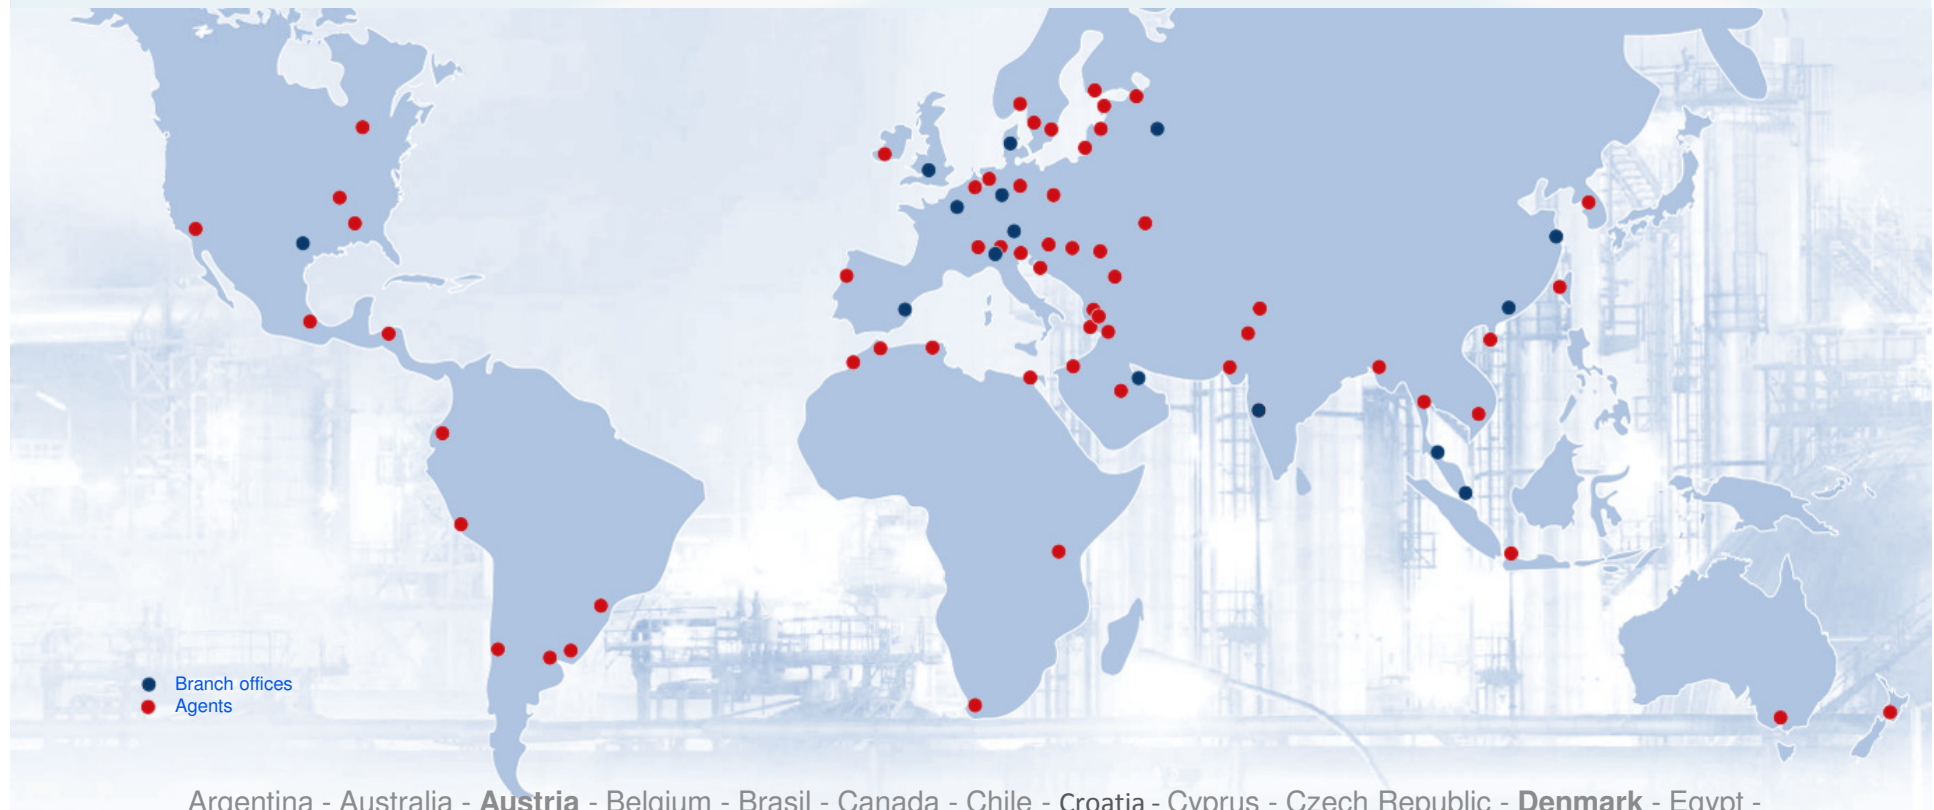 Branch offices
Agents
Argentina - Australia - Austria - Belgium - Brasil - Canada - Chile - Croatia - Cyprus - Czech Republic - Denmark - Egypt -